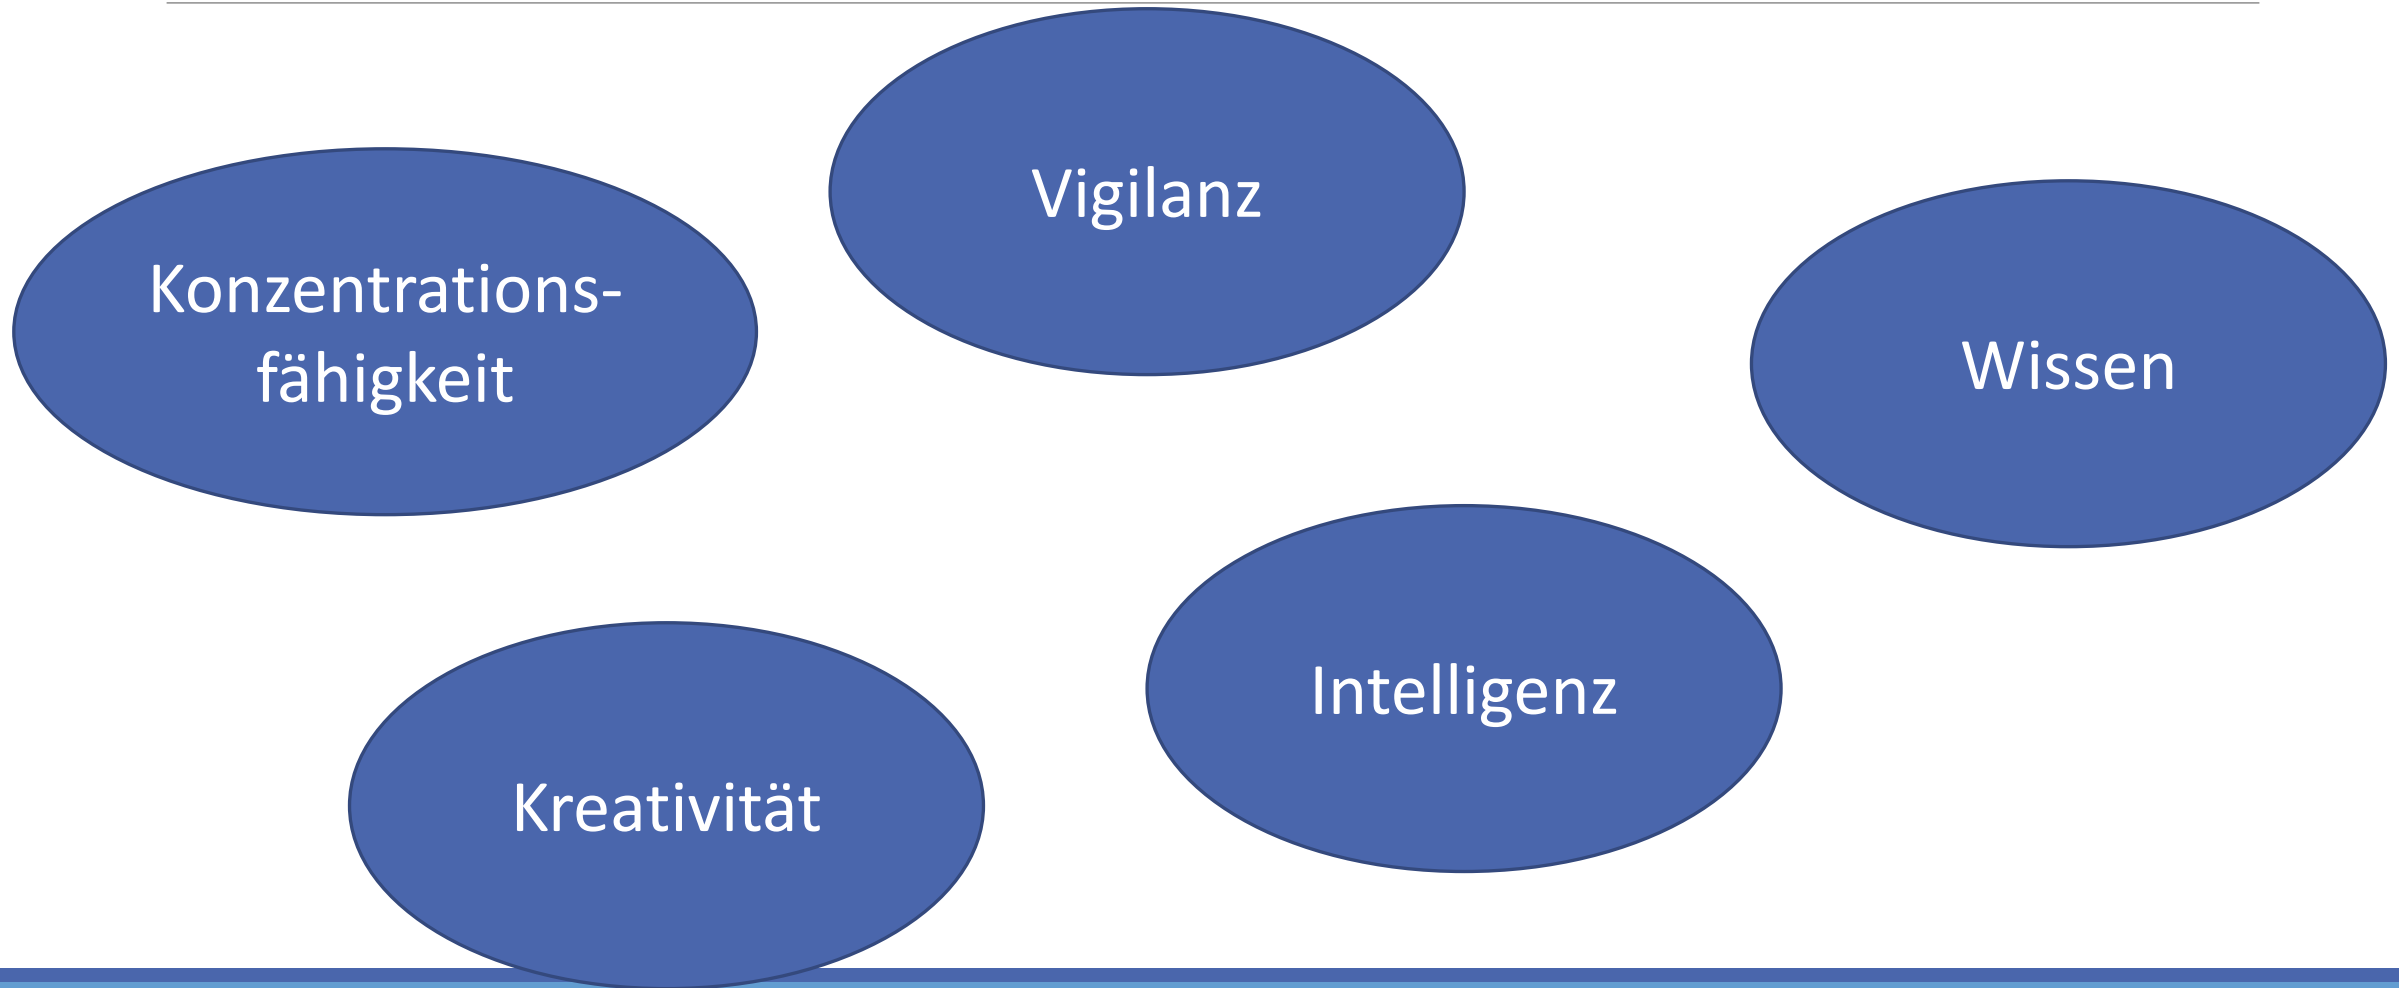 Vigilanz
Konzentrations-
fähigkeit
Wissen
Intelligenz
Kreativität